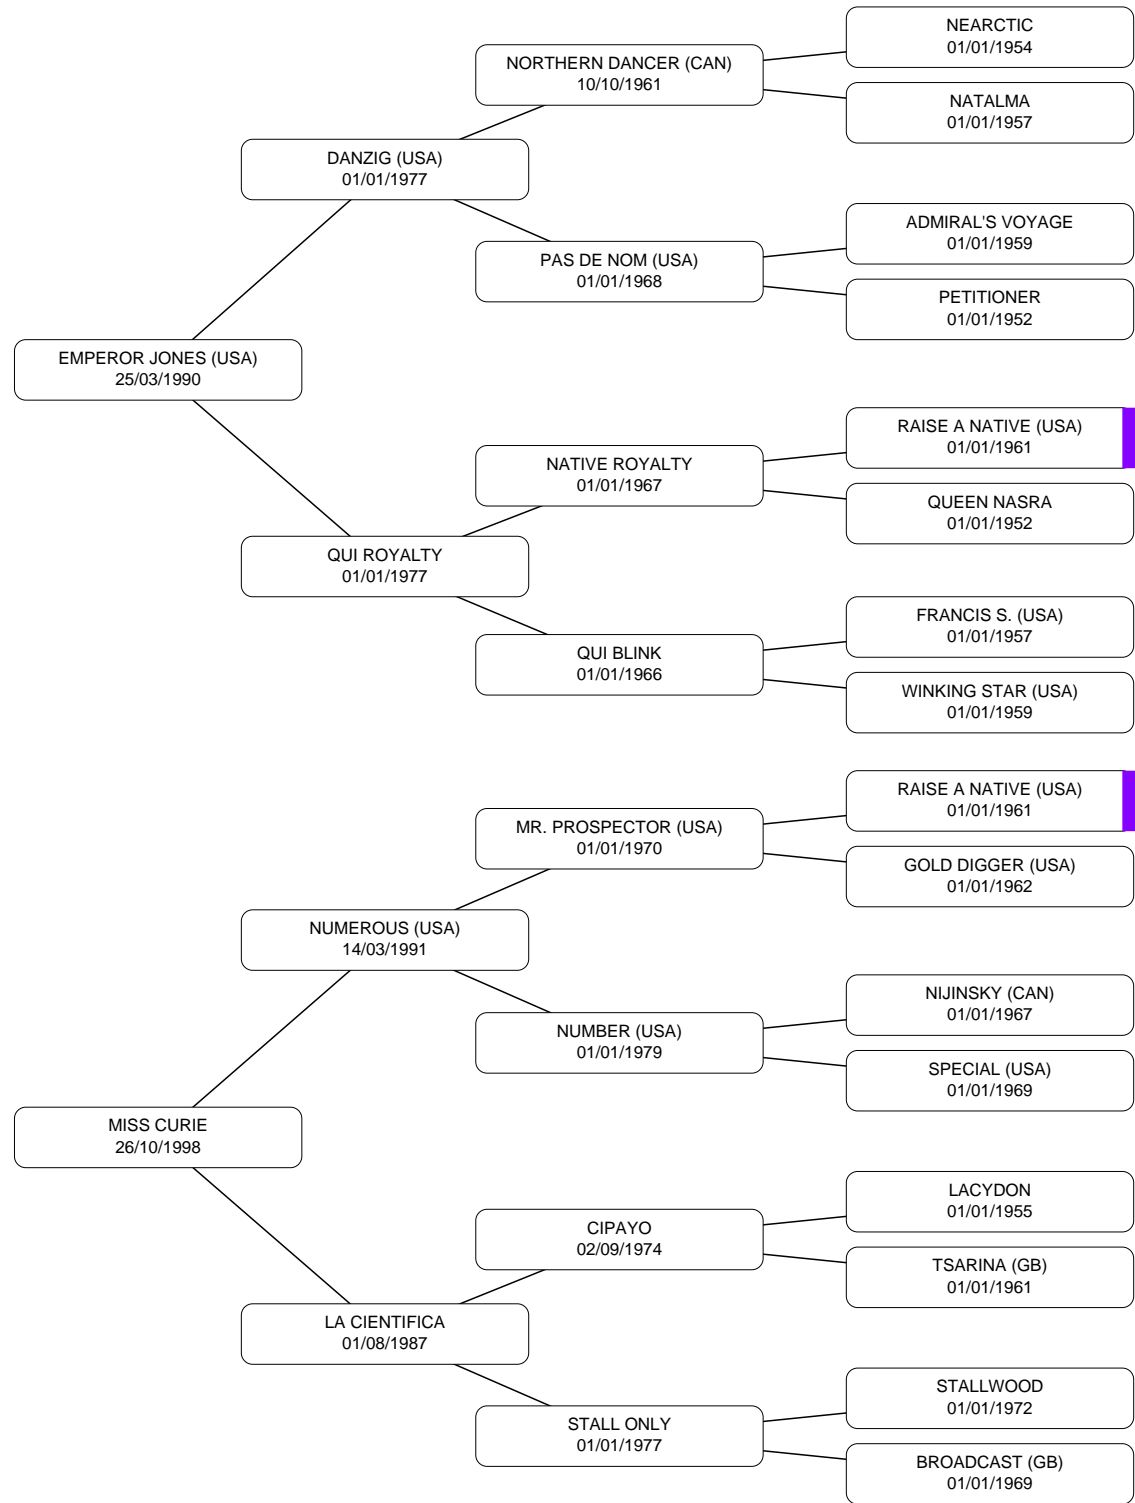 NEARCTIC
01/01/1954
NORTHERN DANCER (CAN)
10/10/1961
NATALMA
01/01/1957
DANZIG (USA)
01/01/1977
ADMIRAL'S VOYAGE
01/01/1959
PAS DE NOM (USA)
01/01/1968
PETITIONER
01/01/1952
EMPEROR JONES (USA)
25/03/1990
RAISE A NATIVE (USA)
01/01/1961
NATIVE ROYALTY
01/01/1967
QUEEN NASRA
01/01/1952
QUI ROYALTY
01/01/1977
FRANCIS S. (USA)
01/01/1957
QUI BLINK
01/01/1966
WINKING STAR (USA)
01/01/1959
RAISE A NATIVE (USA)
01/01/1961
MR. PROSPECTOR (USA)
01/01/1970
GOLD DIGGER (USA)
01/01/1962
NUMEROUS (USA)
14/03/1991
NIJINSKY (CAN)
01/01/1967
NUMBER (USA)
01/01/1979
SPECIAL (USA)
01/01/1969
MISS CURIE
26/10/1998
LACYDON
01/01/1955
CIPAYO
02/09/1974
TSARINA (GB)
01/01/1961
LA CIENTIFICA
01/08/1987
STALLWOOD
01/01/1972
STALL ONLY
01/01/1977
BROADCAST (GB)
01/01/1969